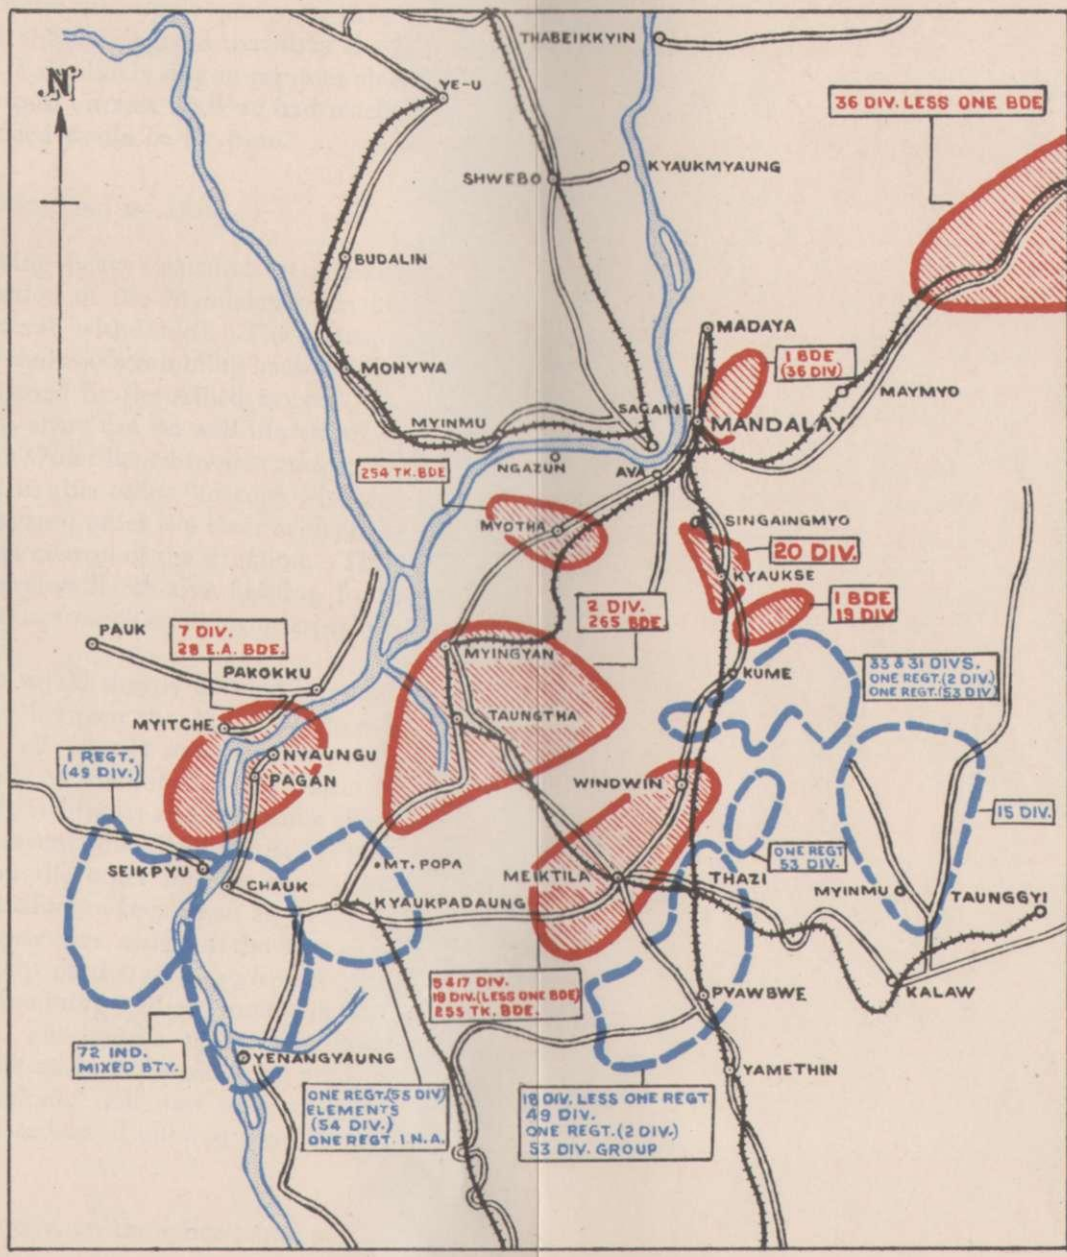 THABEIKKYIN
N
YE-U
36 DIV. LESS ONE BDE
SHWEBO
KYAUKMYAUNG
BUDALIN
MADAYA
1 BDE
(36 DIV)
MONYWA
MAYMYO
SAGAING
MANDALAY
MYINMU
NGAZUN
AVA
254 TK. BDE
MYOTHA
SINGAINGMYO
20 DIV.
KYAUKSE
1 BDE
19 DIV
2 DIV.
268 BDE.
7 DIV.
28 E.A. BDE.
PAUK
PAKOKKU
MYINGYAN
KUME
33 & 31 DIVS.
ONE REGT. (2 DIV.)
ONE REGT. (53 DIV)
MYITCHE
TAUNGTHA
1 REGT.
(49 DIV.)
NYAUNGU
PAGAN
WINDWIN
15 DIV.
ONE REGT
53 DIV.
MT. POPA
SEIKPYU
CHAUK
MEIKTILA
THAZI
MYINMU
TAUNGGYI
KYAUKPADAUNG
5 & 17 DIV.
19 DIV. (LESS ONE BDE)
255 TK. BDE.
PYAWBWE
KALAW
72 IND.
MIXED BTY.
YENANGYAUNG
YAMETHIN
ONE REGT. (55 DIV)
ELEMENTS
(54 DIV.)
ONE REGT. I.N.A.
18 DIV. LESS ONE REGT
49 DIV.
ONE REGT. (2 DIV.)
53 DIV. GROUP